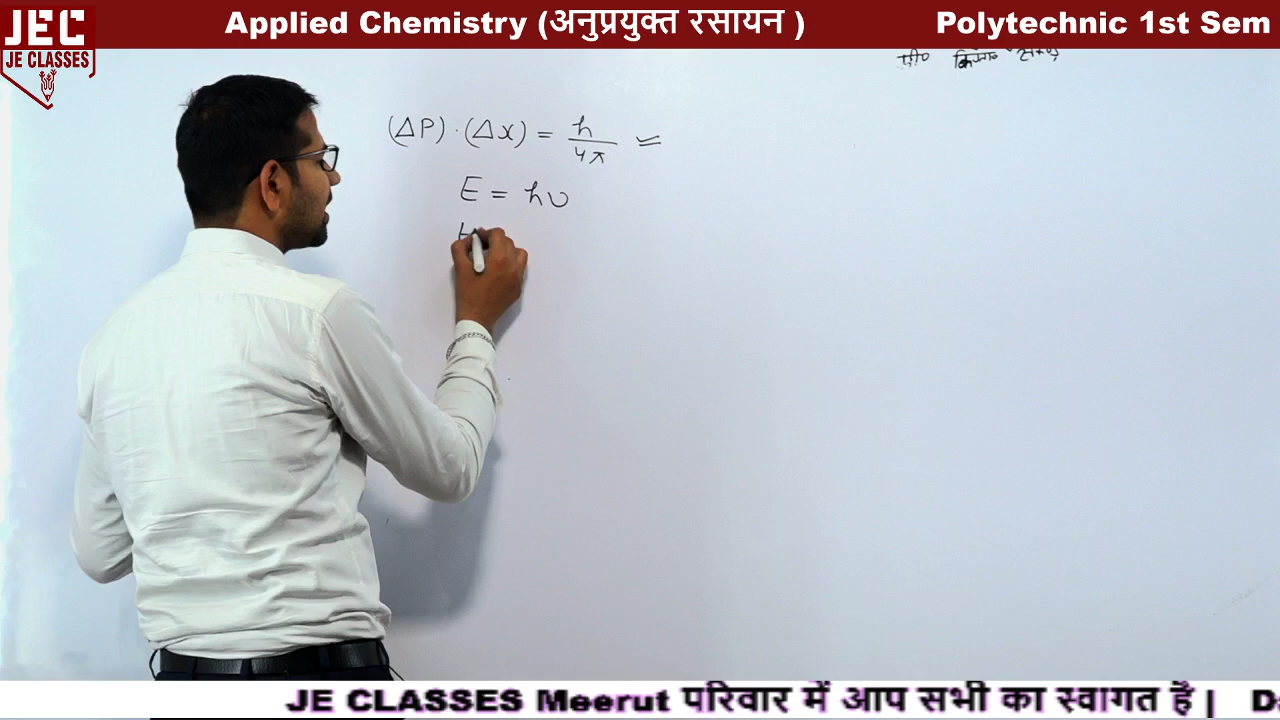 JEC
JE CLASSES
Applied Chemistry (अनुप्रयुक्त रसायन )
Polytechnic 1st Sem
(ΔP)·(Δx) = h/4π
E = hυ
JE CLASSES Meerut परिवार में आप सभी का स्वागत है |